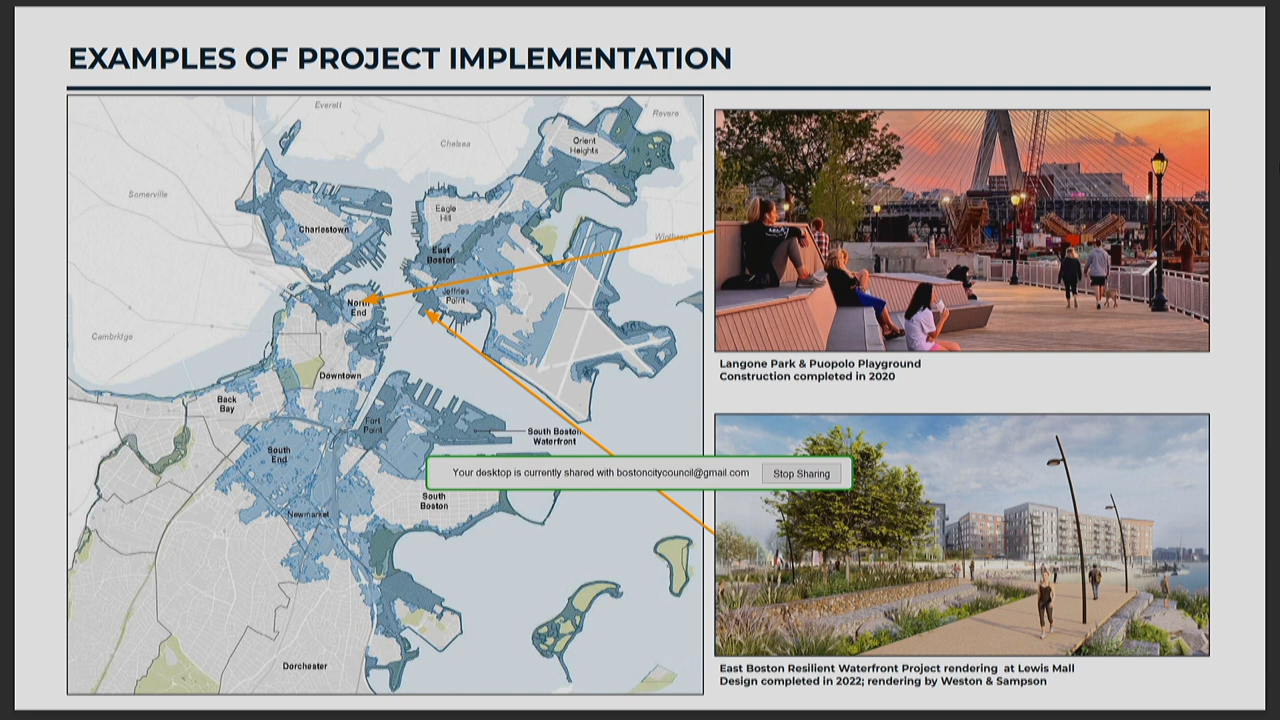 EXAMPLES OF PROJECT IMPLEMENTATION
Everett
Revere
Chelsea
Orient
Heights
Somerville
Eagle
Hill
Charlestown
Winthrop
East
Boston
Jeffries
Point
North
End
Cambridge
Downtown
Back
Bay
Fort
Point
South Boston
Waterfront
South
End
South
Boston
Newmarket
Dorchester
Langone Park & Puopolo Playground
Construction completed in 2020
Your desktop is currently shared with bostoncitycouncil@gmail.com
Stop Sharing
East Boston Resilient Waterfront Project rendering at Lewis Mall
Design completed in 2022; rendering by Weston & Sampson